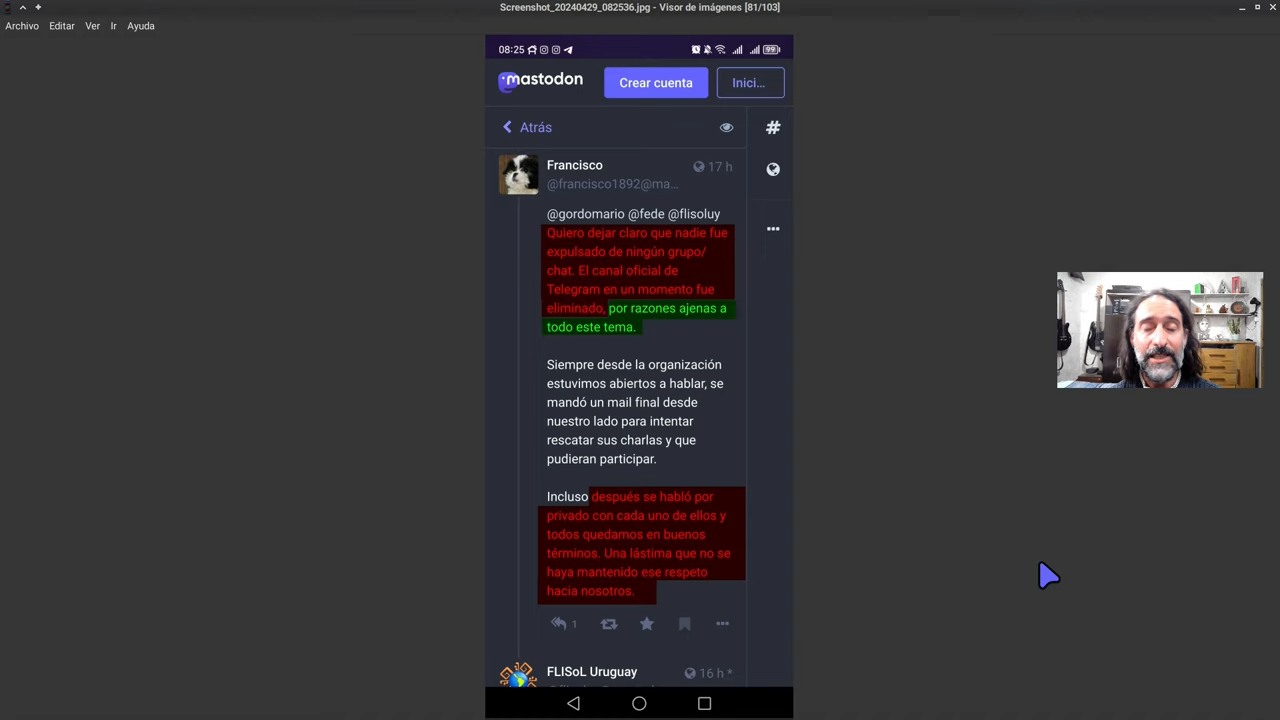 Screenshot_20240429_082536.jpg - Visor de imágenes [81/103]
Archivo Editar Ver Ir Ayuda
08:25 99
mastodon Crear cuenta Inici...
Atrás
Francisco 17 h
@francisco1892@ma...
@gordomario @fede @flisoluy
Quiero dejar claro que nadie fue
expulsado de ningún grupo/
chat. El canal oficial de
Telegram en un momento fue
eliminado, por razones ajenas a
todo este tema.
Siempre desde la organización
estuvimos abiertos a hablar, se
mandó un mail final desde
nuestro lado para intentar
rescatar sus charlas y que
pudieran participar.
Incluso después se habló por
privado con cada uno de ellos y
todos quedamos en buenos
términos. Una lástima que no se
haya mantenido ese respeto
hacia nosotros.
1
FLISoL Uruguay 16 h *